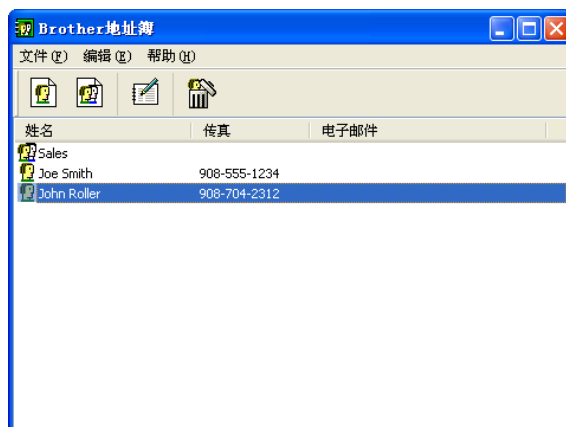 Brother地址簿
文件(F) 编辑(E) 帮助(H)
姓名 传真 电子邮件
Sales
Joe Smith 908-555-1234
John Roller 908-704-2312